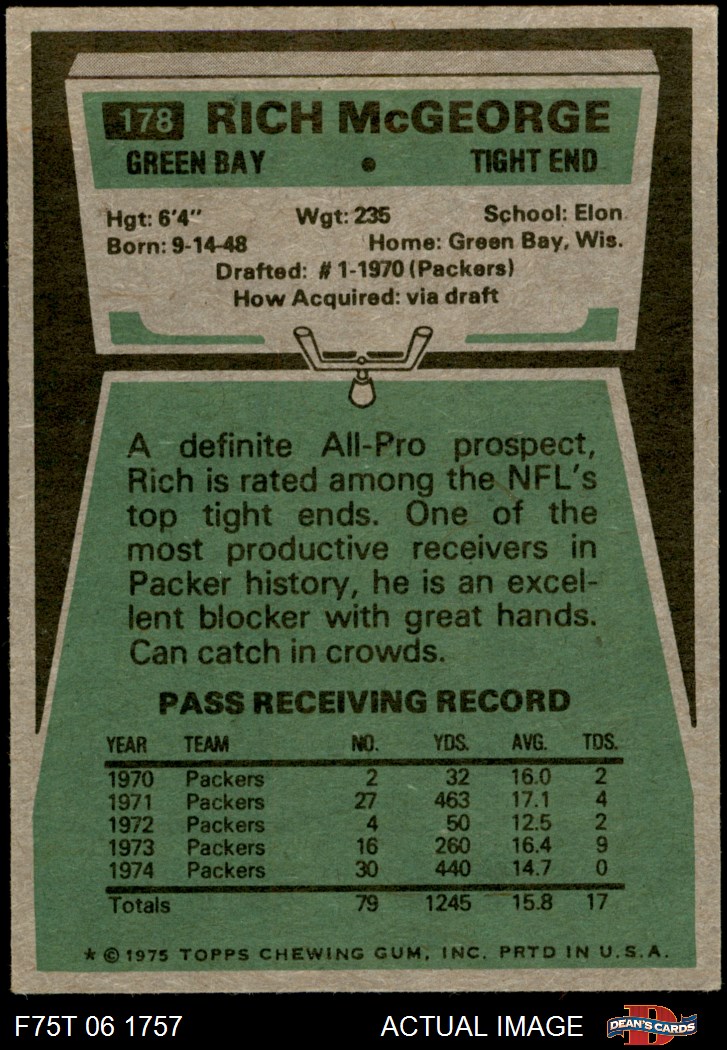 178 RICH McGEORGE
GREEN BAY • TIGHT END
Hgt: 6'4" Wgt: 235 School: Elon
Born: 9-14-48 Home: Green Bay, Wis.
Drafted: #1-1970 (Packers)
How Acquired: via draft
A definite All-Pro prospect,
Rich is rated among the NFL's
top tight ends. One of the
most productive receivers in
Packer history, he is an excel-
lent blocker with great hands.
Can catch in crowds.
PASS RECEIVING RECORD
YEAR TEAM NO. YDS. AVG. TDS.
1970 Packers 2 32 16.0 2
1971 Packers 27 463 17.1 4
1972 Packers 4 50 12.5 2
1973 Packers 16 260 16.4 9
1974 Packers 30 440 14.7 0
Totals 79 1245 15.8 17
* © 1975 TOPPS CHEWING GUM, INC. PRTD IN U.S.A.
F75T 06 1757 ACTUAL IMAGE D DEAN'S CARDS